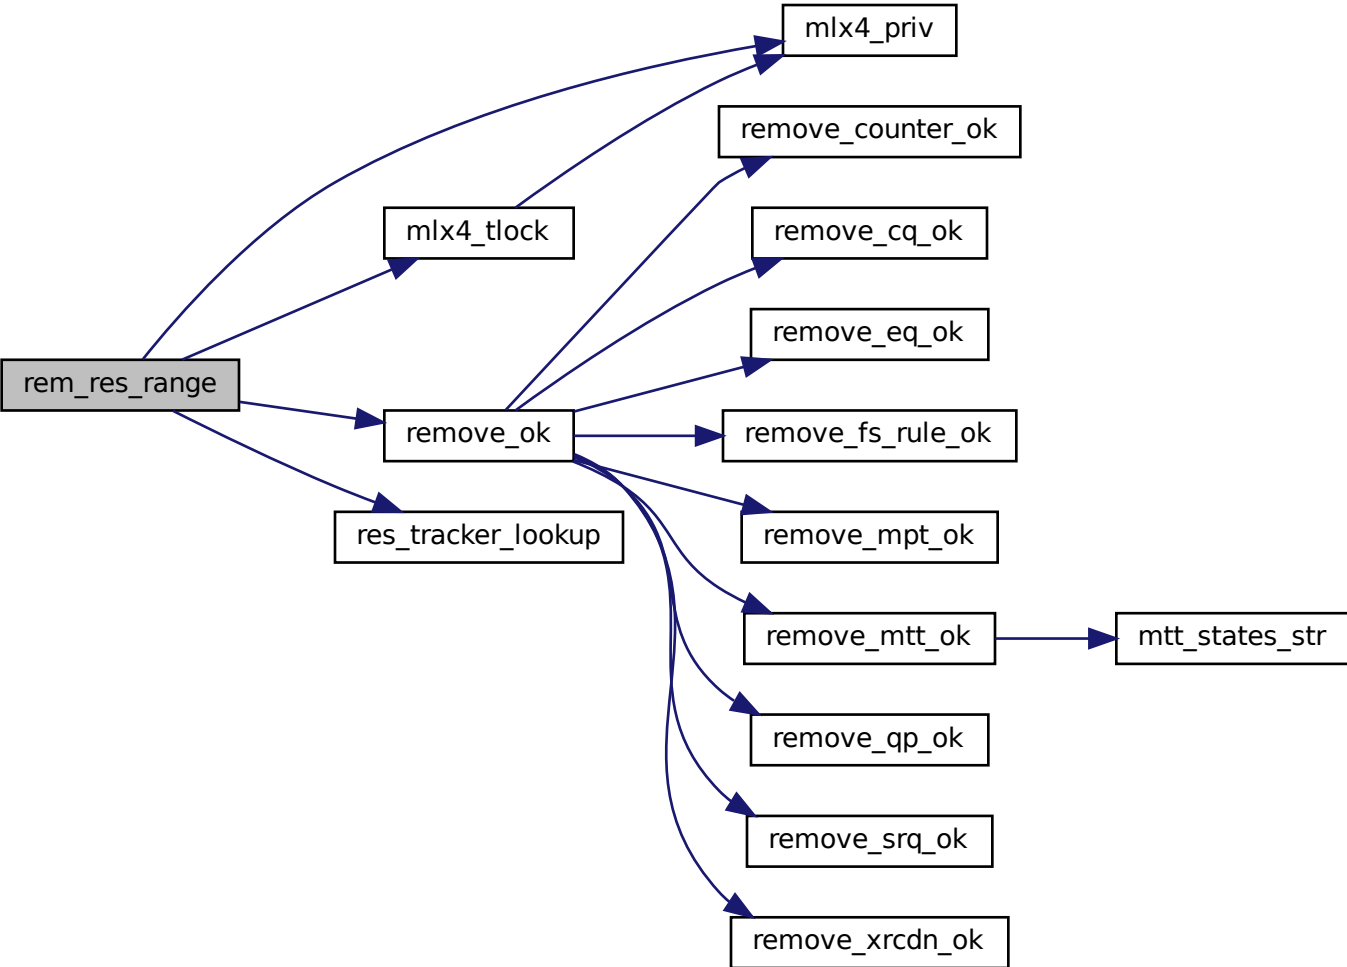 mlx4_priv
remove_counter_ok
mlx4_tlock
remove_cq_ok
remove_eq_ok
rem_res_range
remove_ok
remove_fs_rule_ok
res_tracker_lookup
remove_mpt_ok
remove_mtt_ok
mtt_states_str
remove_qp_ok
remove_srq_ok
remove_xrcdn_ok